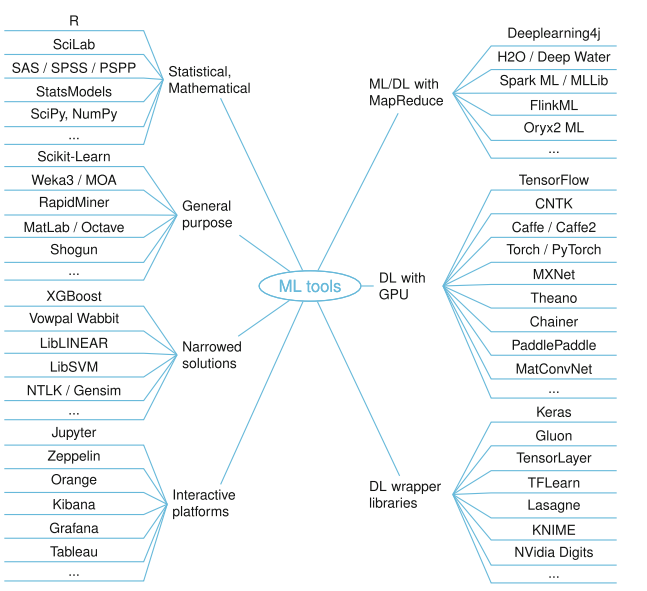 R
SciLab
SAS / SPSS / PSPP
StatsModels
SciPy, NumPy
...
Statistical,
Mathematical
Scikit-Learn
Weka3 / MOA
RapidMiner
MatLab / Octave
Shogun
...
General
purpose
XGBoost
Vowpal Wabbit
LibLINEAR
LibSVM
NTLK / Gensim
...
Narrowed
solutions
Jupyter
Zeppelin
Orange
Kibana
Grafana
Tableau
...
Interactive
platforms
ML tools
ML/DL with
MapReduce
Deeplearning4j
H2O / Deep Water
Spark ML / MLLib
FlinkML
Oryx2 ML
...
DL with
GPU
TensorFlow
CNTK
Caffe / Caffe2
Torch / PyTorch
MXNet
Theano
Chainer
PaddlePaddle
MatConvNet
...
DL wrapper
libraries
Keras
Gluon
TensorLayer
TFLearn
Lasagne
KNIME
NVidia Digits
...